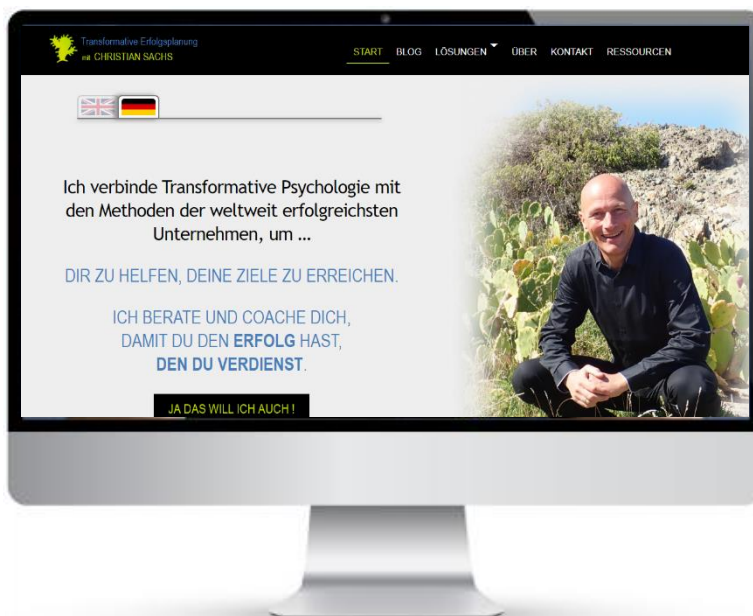 Transformative Erfolgsplanung
mit CHRISTIAN SACHS
START BLOG LÖSUNGEN ÜBER KONTAKT RESSOURCEN
Ich verbinde Transformative Psychologie mit
den Methoden der weltweit erfolgreichsten
Unternehmen, um ...
DIR ZU HELFEN, DEINE ZIELE ZU ERREICHEN.
ICH BERATE UND COACHE DICH,
DAMIT DU DEN ERFOLG HAST,
DEN DU VERDIENST.
JA DAS WILL ICH AUCH !